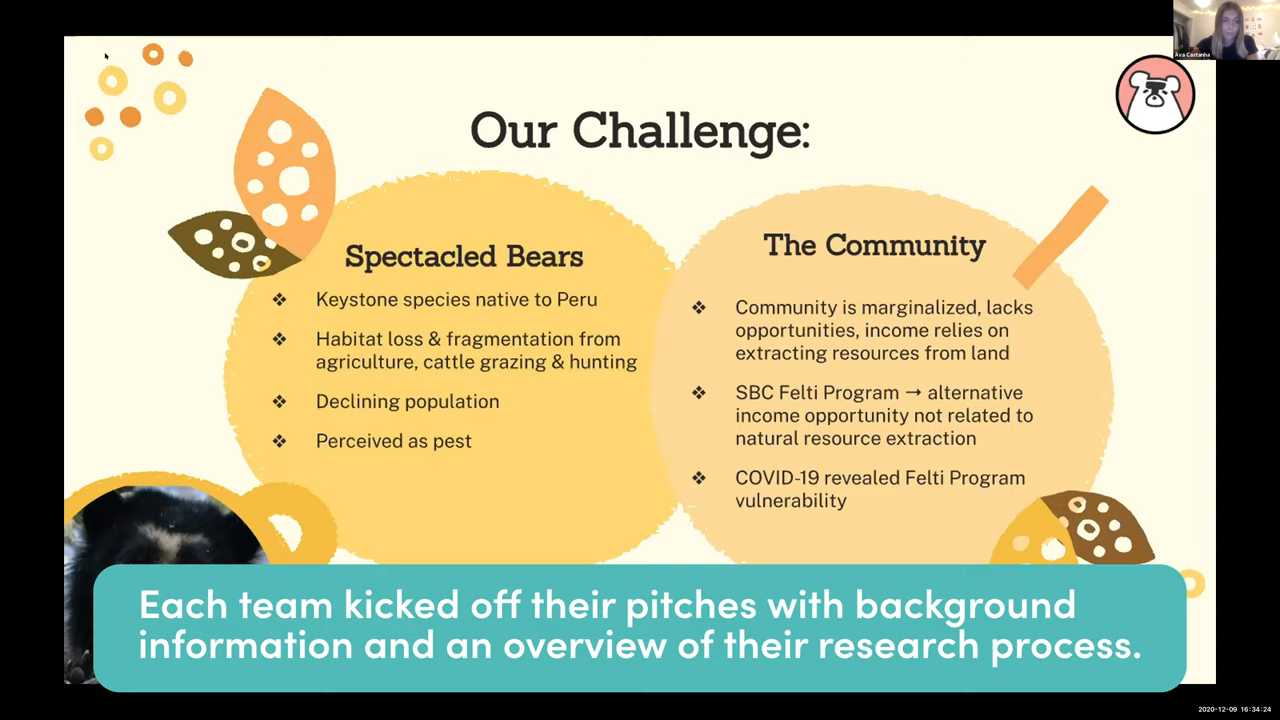 Ava Castanha
Our Challenge:
Spectacled Bears
❖ Keystone species native to Peru
❖ Habitat loss & fragmentation from
agriculture, cattle grazing & hunting
❖ Declining population
❖ Perceived as pest
The Community
❖ Community is marginalized, lacks
opportunities, income relies on
extracting resources from land
❖ SBC Felti Program → alternative
income opportunity not related to
natural resource extraction
❖ COVID-19 revealed Felti Program
vulnerability
Each team kicked off their pitches with background
information and an overview of their research process.
2020-12-09 16:34:24